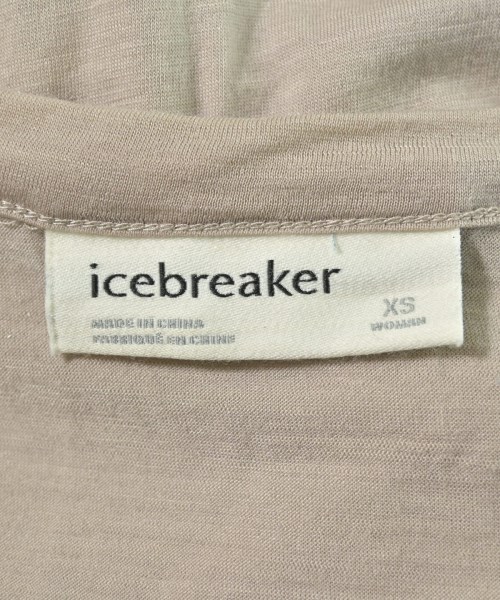 icebreaker
XS
WOMAN
MADE IN CHINA
FABRIQUÉ EN CHINE